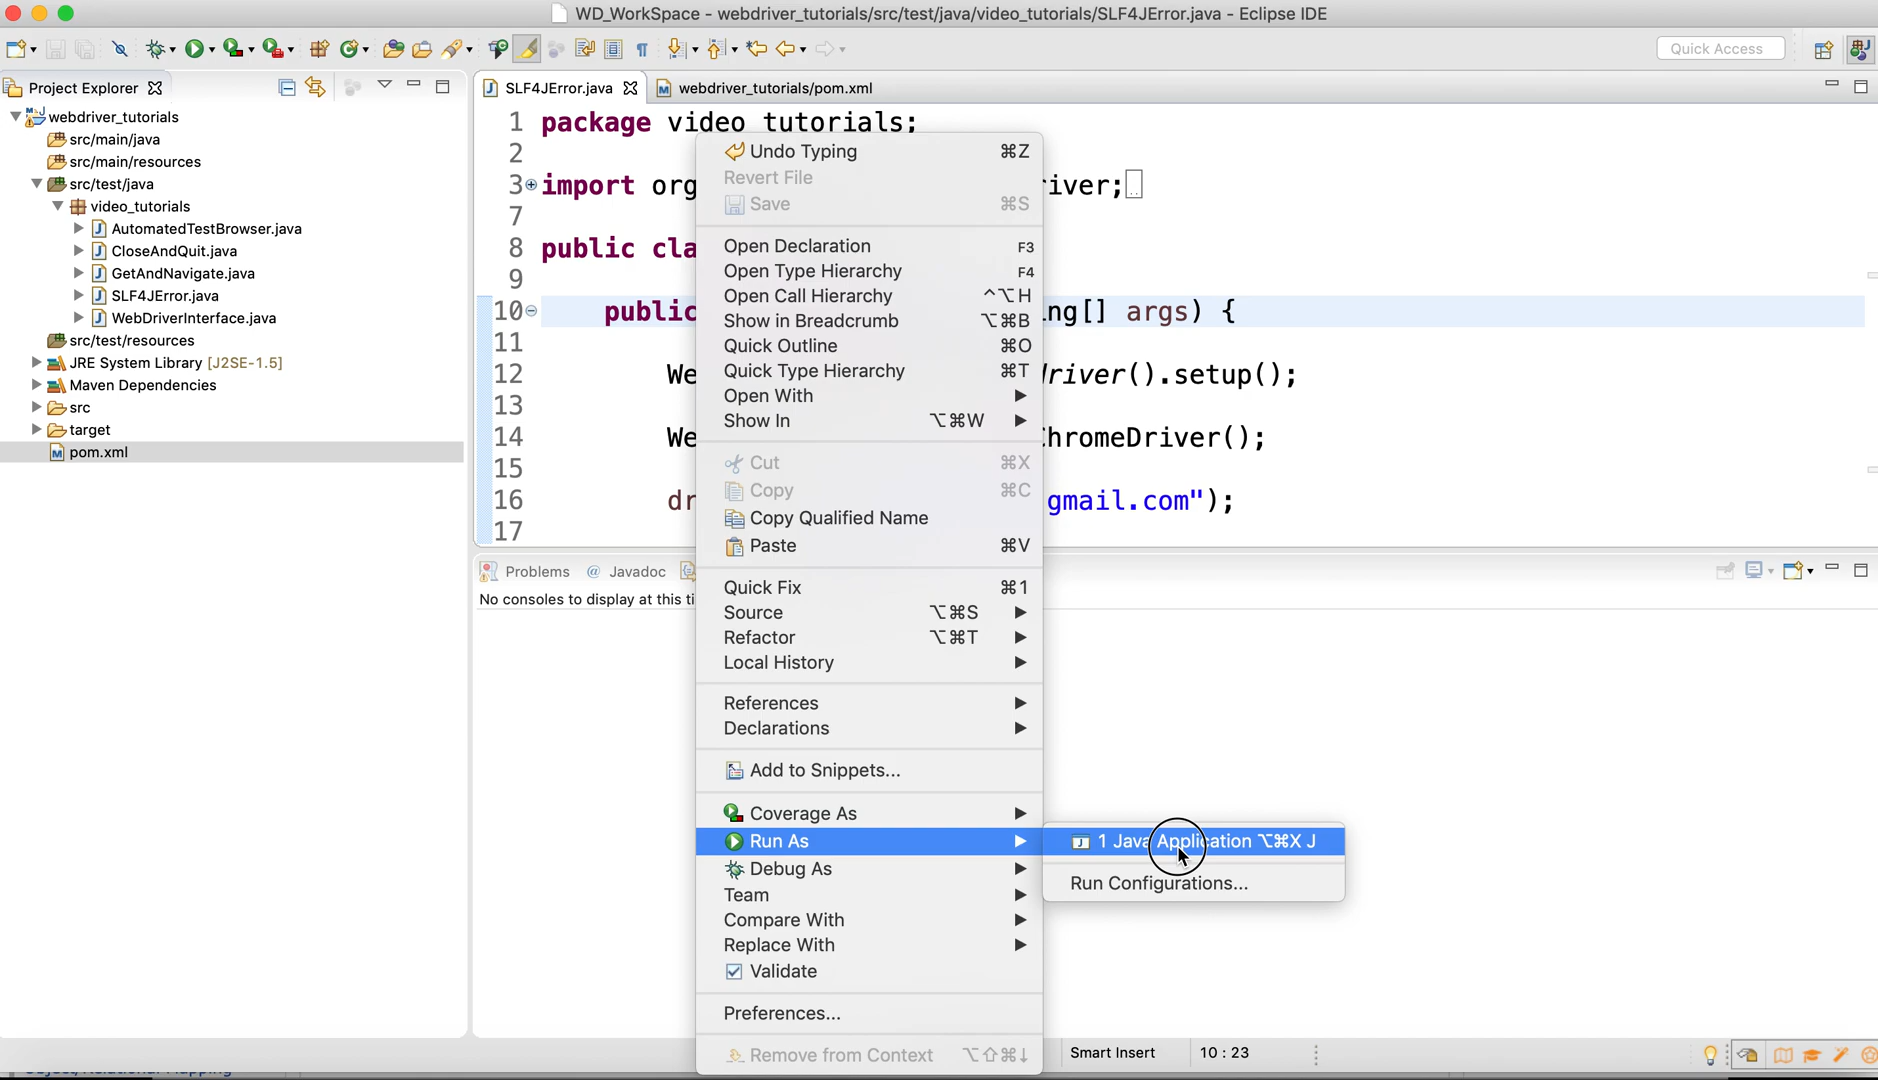 WD_WorkSpace - webdriver_tutorials/src/test/java/video_tutorials/SLF4JError.java - Eclipse IDE
Quick Access
Project Explorer
webdriver_tutorials
src/main/java
src/main/resources
src/test/java
video_tutorials
AutomatedTestBrowser.java
CloseAndQuit.java
GetAndNavigate.java
SLF4JError.java
WebDriverInterface.java
src/test/resources
JRE System Library [J2SE-1.5]
Maven Dependencies
src
target
pom.xml
SLF4JError.java
webdriver_tutorials/pom.xml
1 package video tutorials;
2
3 import org river;
7
8 public cla
9
10 public ng[] args) {
11
12 We river().setup();
13
14 We ChromeDriver();
15
16 dr gmail.com");
17
Problems @ Javadoc
No consoles to display at this ti
Undo Typing ⌘Z
Revert File
Save ⌘S
Open Declaration F3
Open Type Hierarchy F4
Open Call Hierarchy ^⌥H
Show in Breadcrumb ⌥⌘B
Quick Outline ⌘O
Quick Type Hierarchy ⌘T
Open With
Show In ⌥⌘W
Cut ⌘X
Copy ⌘C
Copy Qualified Name
Paste ⌘V
Quick Fix ⌘1
Source ⌥⌘S
Refactor ⌥⌘T
Local History
References
Declarations
Add to Snippets...
Coverage As
Run As
Debug As
Team
Compare With
Replace With
Validate
Preferences...
Remove from Context ⌥⇧⌘↓
1 Java Application ⌥⌘X J
Run Configurations...
Smart Insert
10 : 23